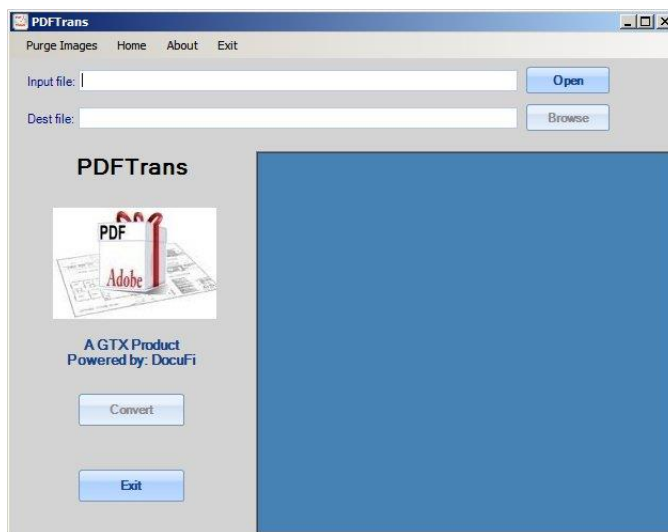 PDFTrans
Purge Images Home About Exit
Input file: Open
Dest file: Browse
PDFTrans
PDF
Adobe
A GTX Product
Powered by: DocuFi
Convert
Exit